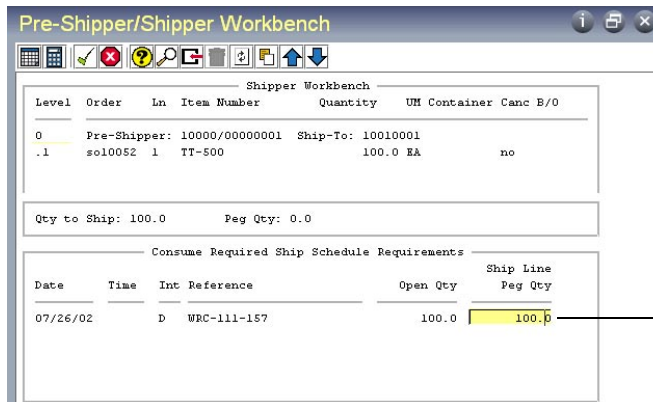 Pre-Shipper/Shipper Workbench
Shipper Workbench
Level Order Ln Item Number Quantity UM Container Canc B/O
0 Pre-Shipper: 10000/00000001 Ship-To: 10010001
.1 so10052 1 TT-500 100.0 EA no
Qty to Ship: 100.0 Peg Qty: 0.0
Consume Required Ship Schedule Requirements
Ship Line
Date Time Int Reference Open Qty Peg Qty
07/26/02 D WRC-111-157 100.0 100.0